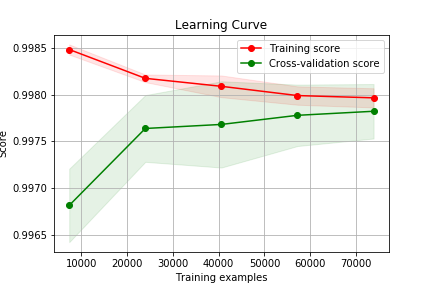 Learning Curve
Training score
Cross-validation score
0.9985
0.9980
0.9975
0.9970
0.9965
Score
10000 20000 30000 40000 50000 60000 70000
Training examples